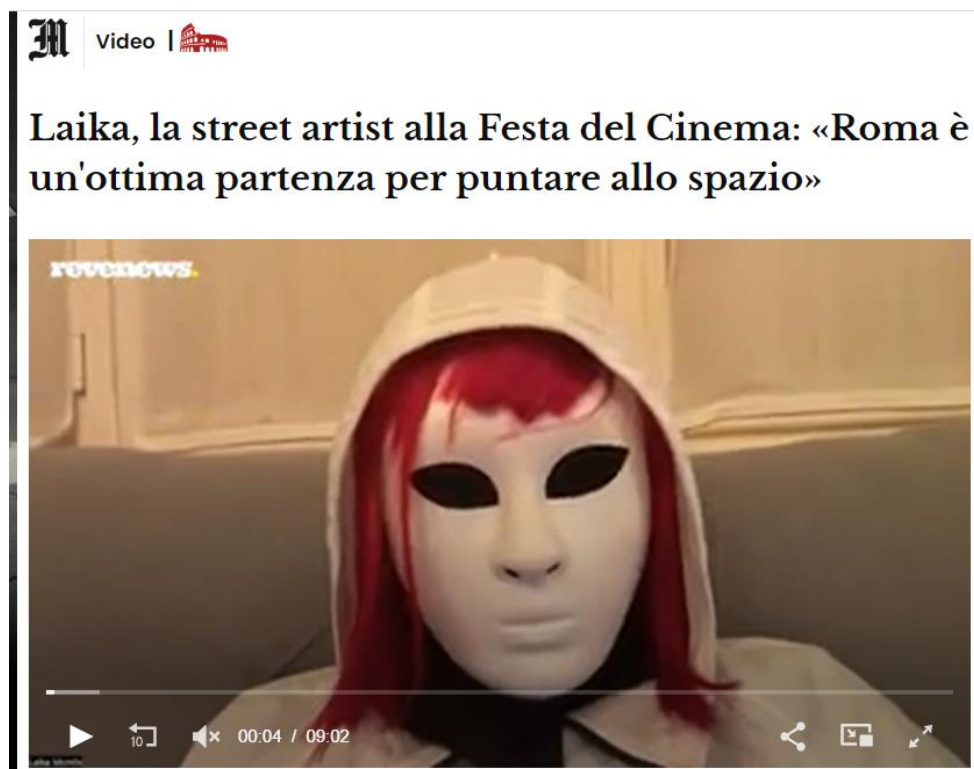 M
Video |
Laika, la street artist alla Festa del Cinema: «Roma è
un'ottima partenza per puntare allo spazio»
revenews.
10
00:04 / 09:02